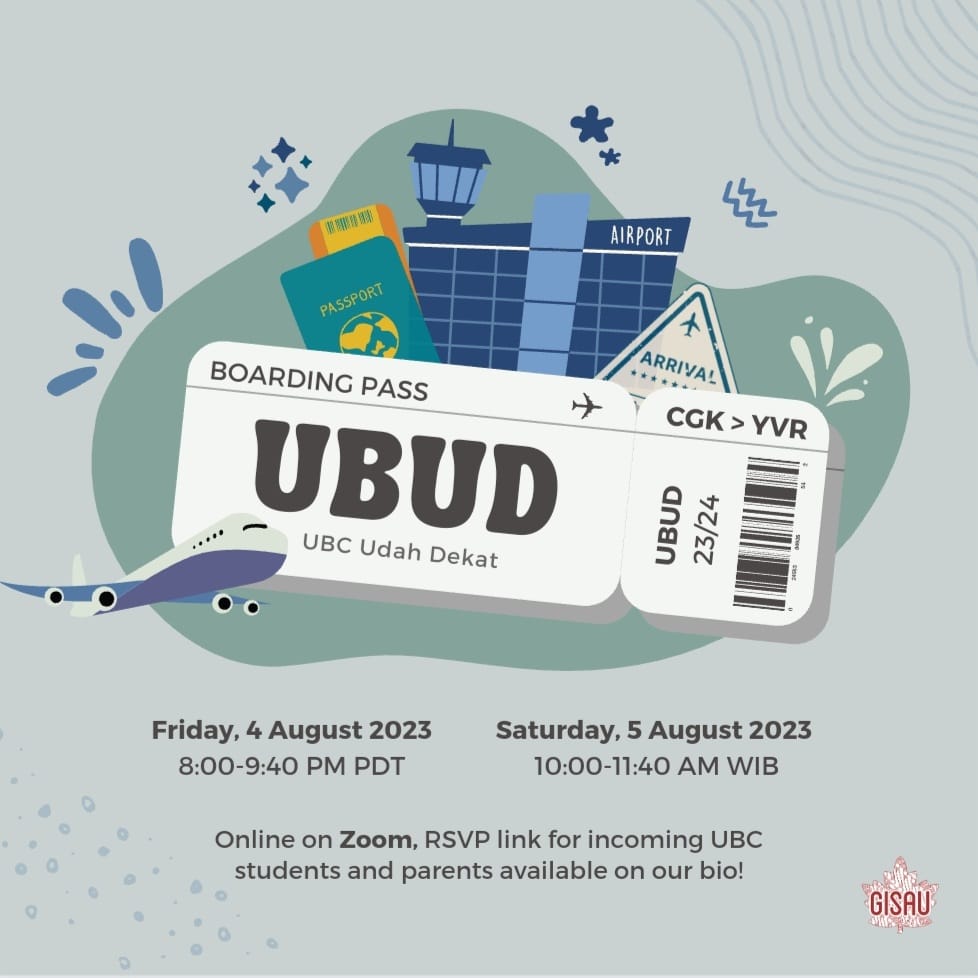 AIRPORT
PASSPORT
ARRIVAL
BOARDING PASS
CGK > YVR
UBUD
UBC Udah Dekat
UBUD
23/24
Friday, 4 August 2023
8:00-9:40 PM PDT
Saturday, 5 August 2023
10:00-11:40 AM WIB
Online on Zoom, RSVP link for incoming UBC
students and parents available on our bio!
GISAU